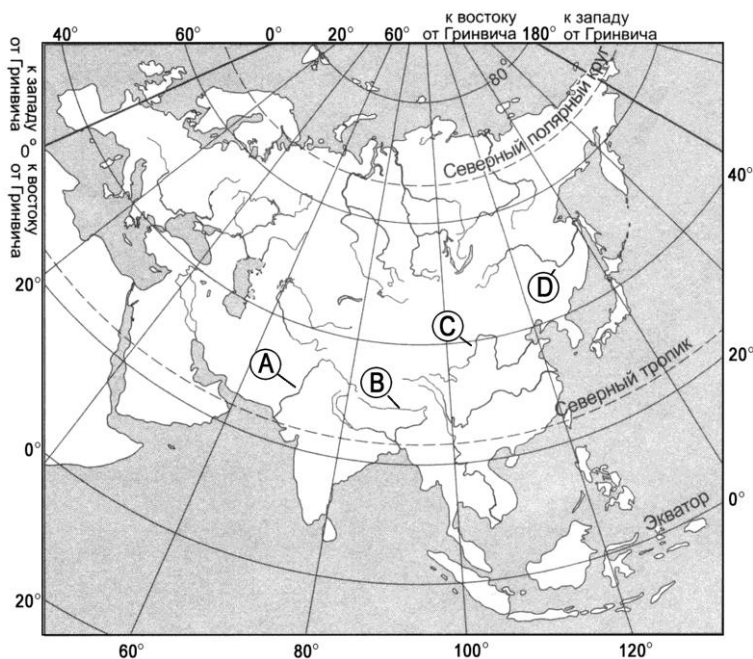 к востоку к западу
40° 60° 0° 20° 60° от Гринвича 180° от Гринвича
к западу 0° к востоку
от Гринвича от Гринвича
80°
Северный полярный круг
40°
20°
D
C
20°
A
B
Северный тропик
0°
0°
Экватор
20°
60° 80° 100° 120°